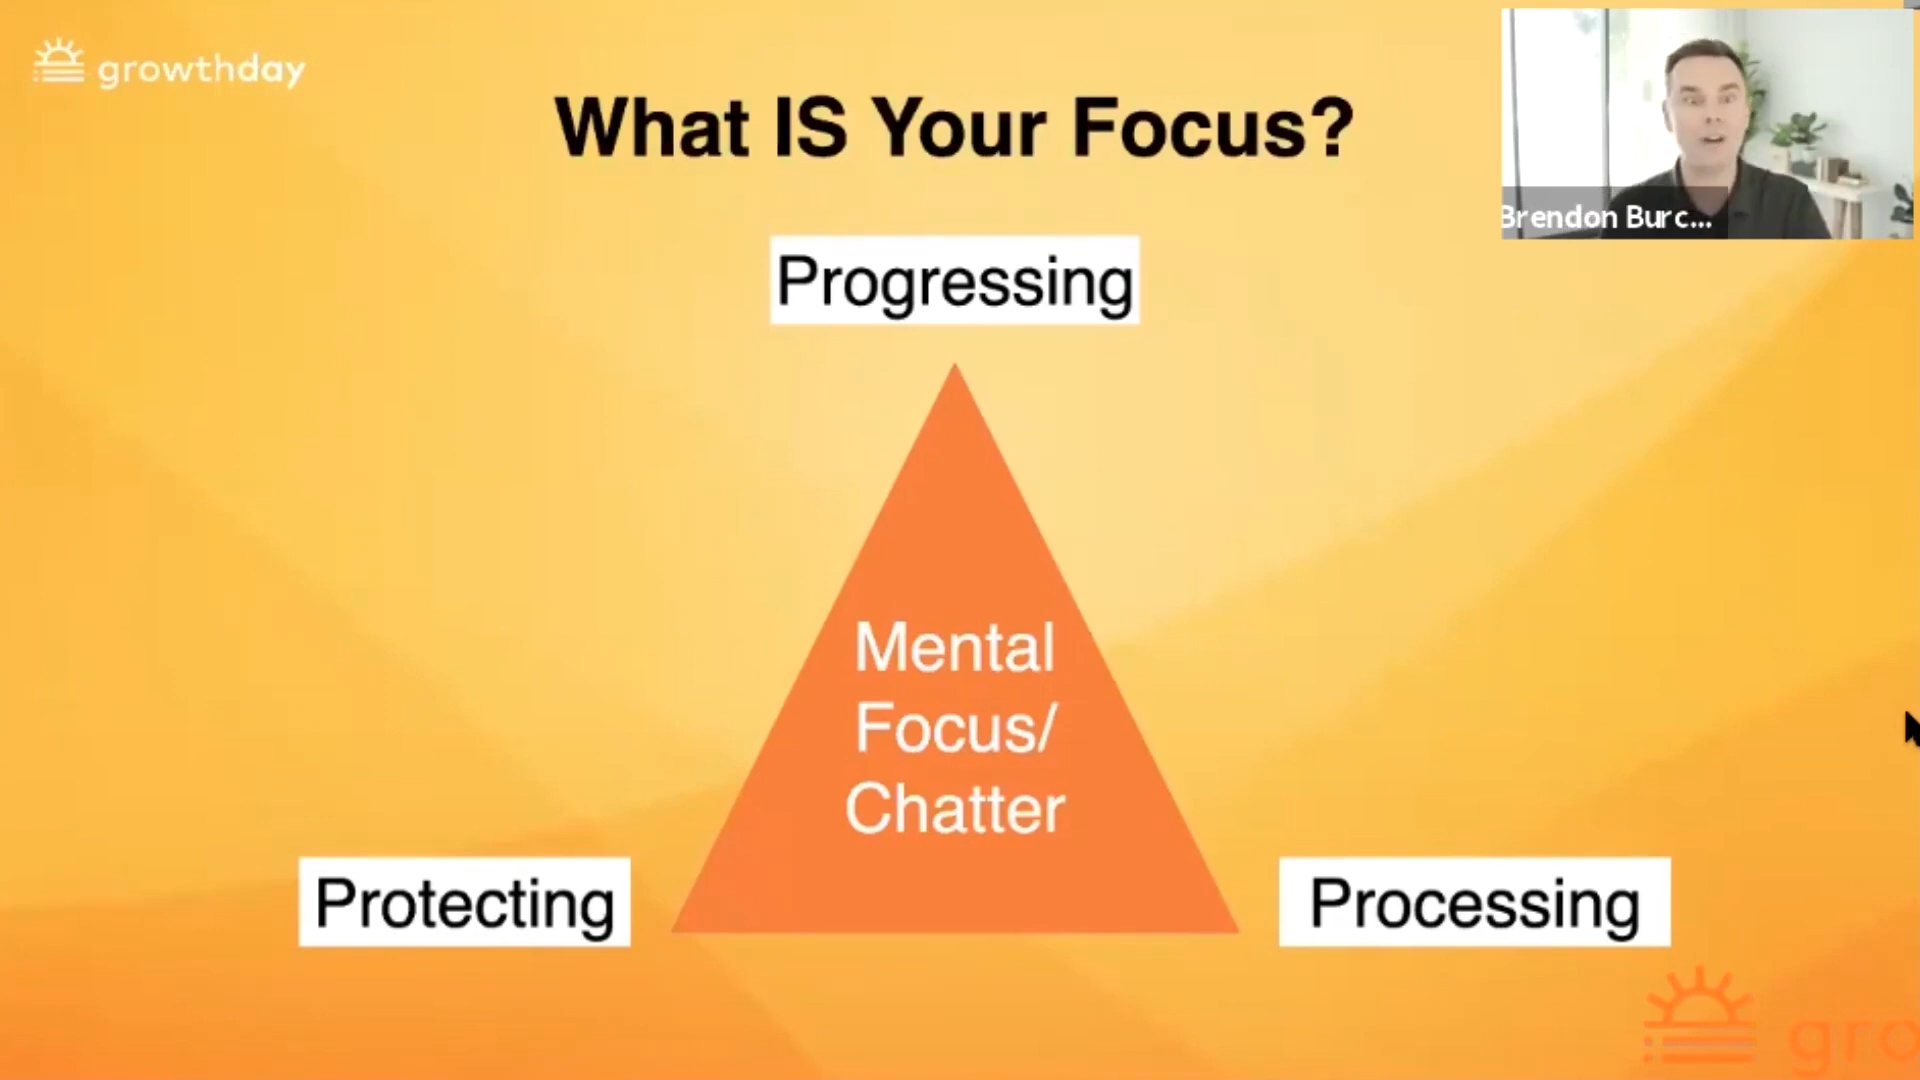 growthday
What IS Your Focus?
Brendon Burc...
Progressing
Mental
Focus/
Chatter
Protecting
Processing
gro